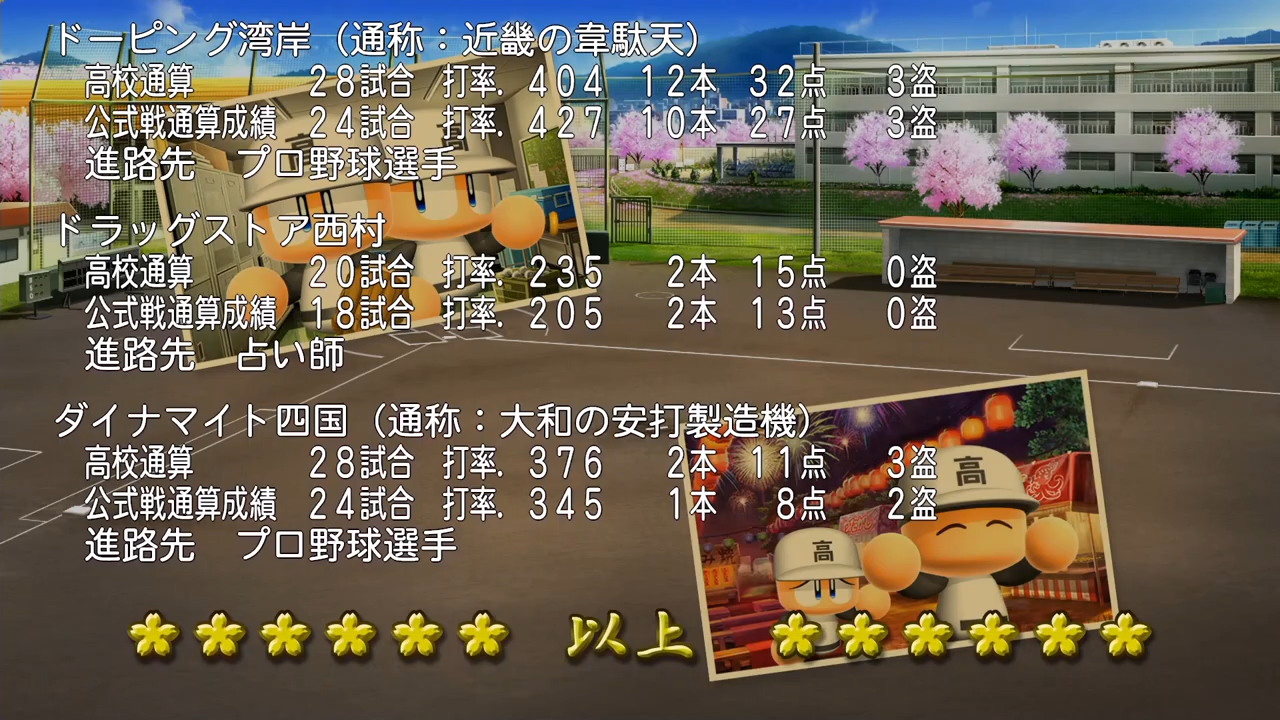 ドーピング湾岸（通称：近畿の韋駄天）
高校通算　２８試合　打率.４０４　１２本　３２点　３盗
公式戦通算成績　２４試合　打率.４２７　１０本　２７点　３盗
進路先　プロ野球選手
ドラッグストア西村
高校通算　２０試合　打率.２３５　２本　１５点　０盗
公式戦通算成績　１８試合　打率.２０５　２本　１３点　０盗
進路先　占い師
ダイナマイト四国（通称：大和の安打製造機）
高校通算　２８試合　打率.３７６　２本　１１点　３盗
公式戦通算成績　２４試合　打率.３４５　１本　８点　２盗
進路先　プロ野球選手
高
高
以上